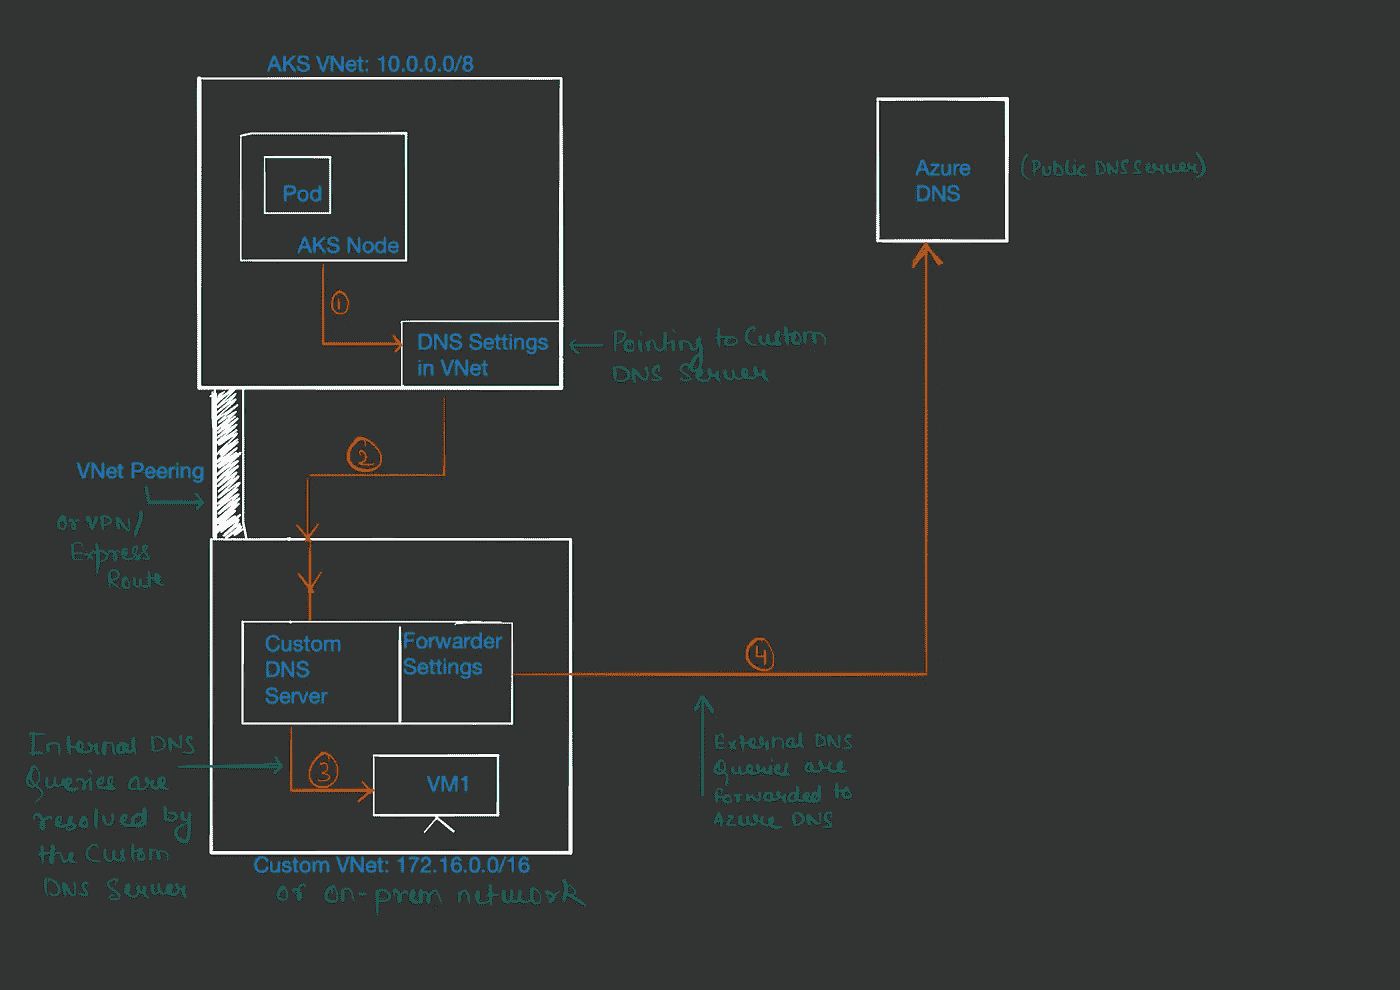 AKS VNet: 10.0.0.0/8
Pod
AKS Node
1
DNS Settings
in VNet
Pointing to Custom
DNS Server
Azure
DNS
(Public DNS Server)
2
VNet Peering
or VPN/
Express
Route
Custom
DNS
Server
Forwarder
Settings
4
External DNS
Queries are
forwarded to
Azure DNS
Internal DNS
Queries are
resolved by
the Custom
DNS Server
3
VM1
Custom VNet: 172.16.0.0/16
or on-prem network